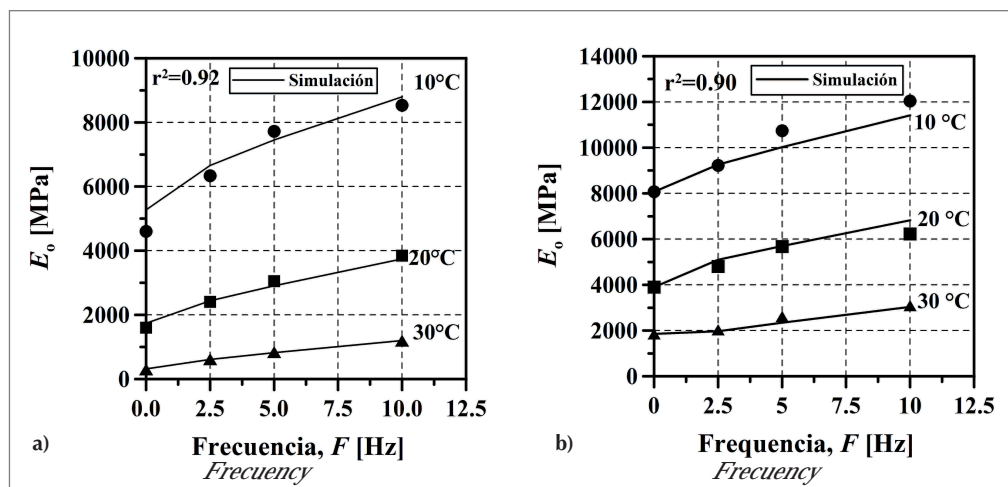 10000
8000
6000
4000
2000
0
E_o [MPa]
r²=0.92
Simulación
10°C
20°C
30°C
0.0 2.5 5.0 7.5 10.0 12.5
a)
Frecuencia, F [Hz]
Frecuency
14000
12000
10000
8000
6000
4000
2000
0
E_o [MPa]
r²=0.90
Simulación
10 °C
20 °C
30 °C
0 2.5 5.0 7.5 10 12.5
b)
Frequencia, F [Hz]
Frecuency